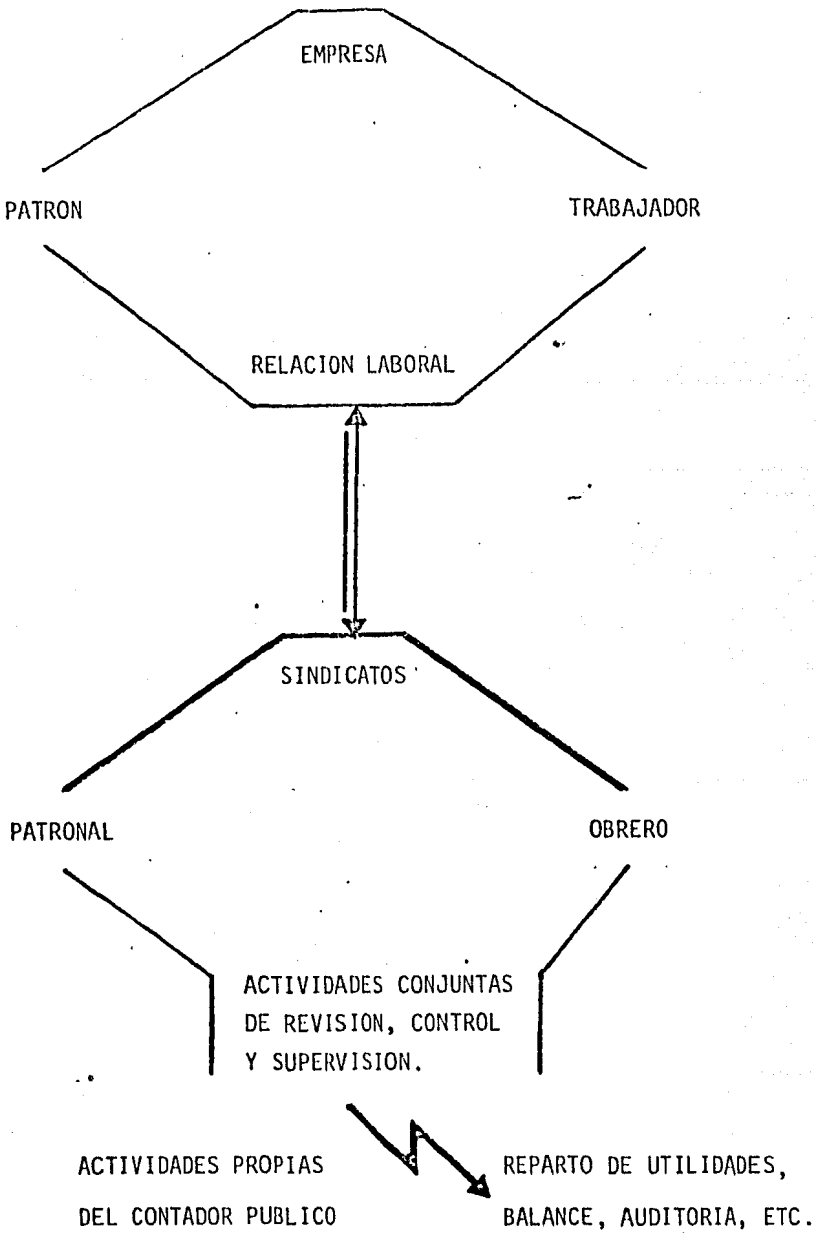 EMPRESA
PATRON
TRABAJADOR
RELACION LABORAL
SINDICATOS
PATRONAL
OBRERO
ACTIVIDADES CONJUNTAS
DE REVISION, CONTROL
Y SUPERVISION.
ACTIVIDADES PROPIAS
DEL CONTADOR PUBLICO
REPARTO DE UTILIDADES,
BALANCE, AUDITORIA, ETC.